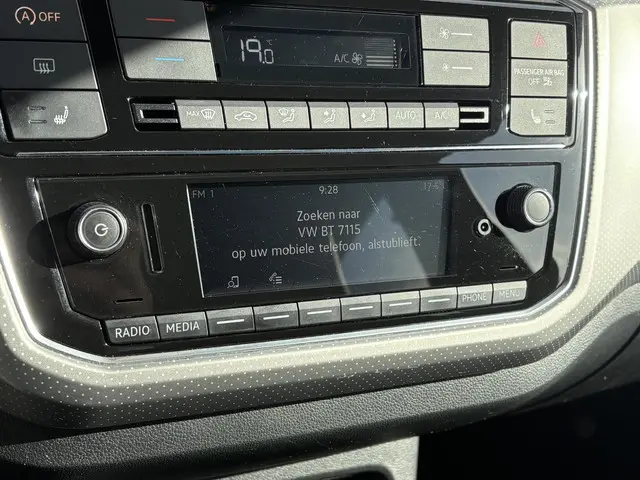 A OFF
19.0 °C
A/C
PASSENGER AIR BAG
OFF
MAX
AUTO
A/C
FM 1
9:28
Zoeken naar
VW BT 7115
op uw mobiele telefoon, alstublieft.
RADIO
MEDIA
PHONE
MENU